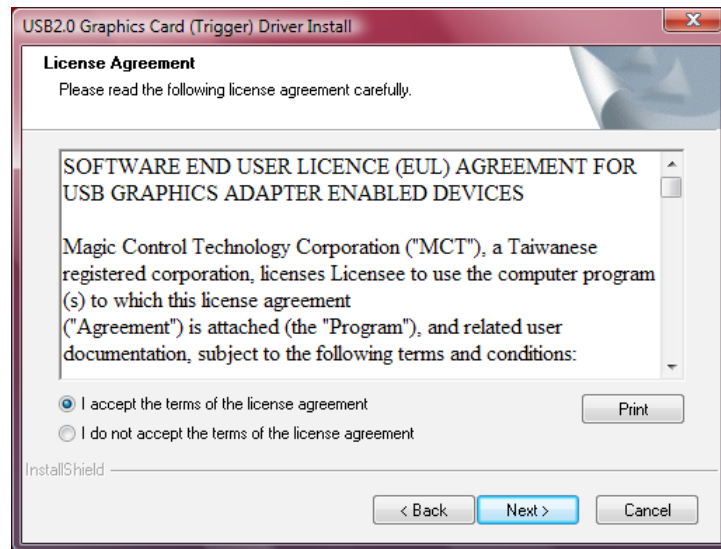 USB2.0 Graphics Card (Trigger) Driver Install
License Agreement
Please read the following license agreement carefully.
SOFTWARE END USER LICENCE (EUL) AGREEMENT FOR
USB GRAPHICS ADAPTER ENABLED DEVICES
Magic Control Technology Corporation ("MCT"), a Taiwanese
registered corporation, licenses Licensee to use the computer program
(s) to which this license agreement
("Agreement") is attached (the "Program"), and related user
documentation, subject to the following terms and conditions:
I accept the terms of the license agreement
Print
I do not accept the terms of the license agreement
InstallShield
< Back
Next >
Cancel